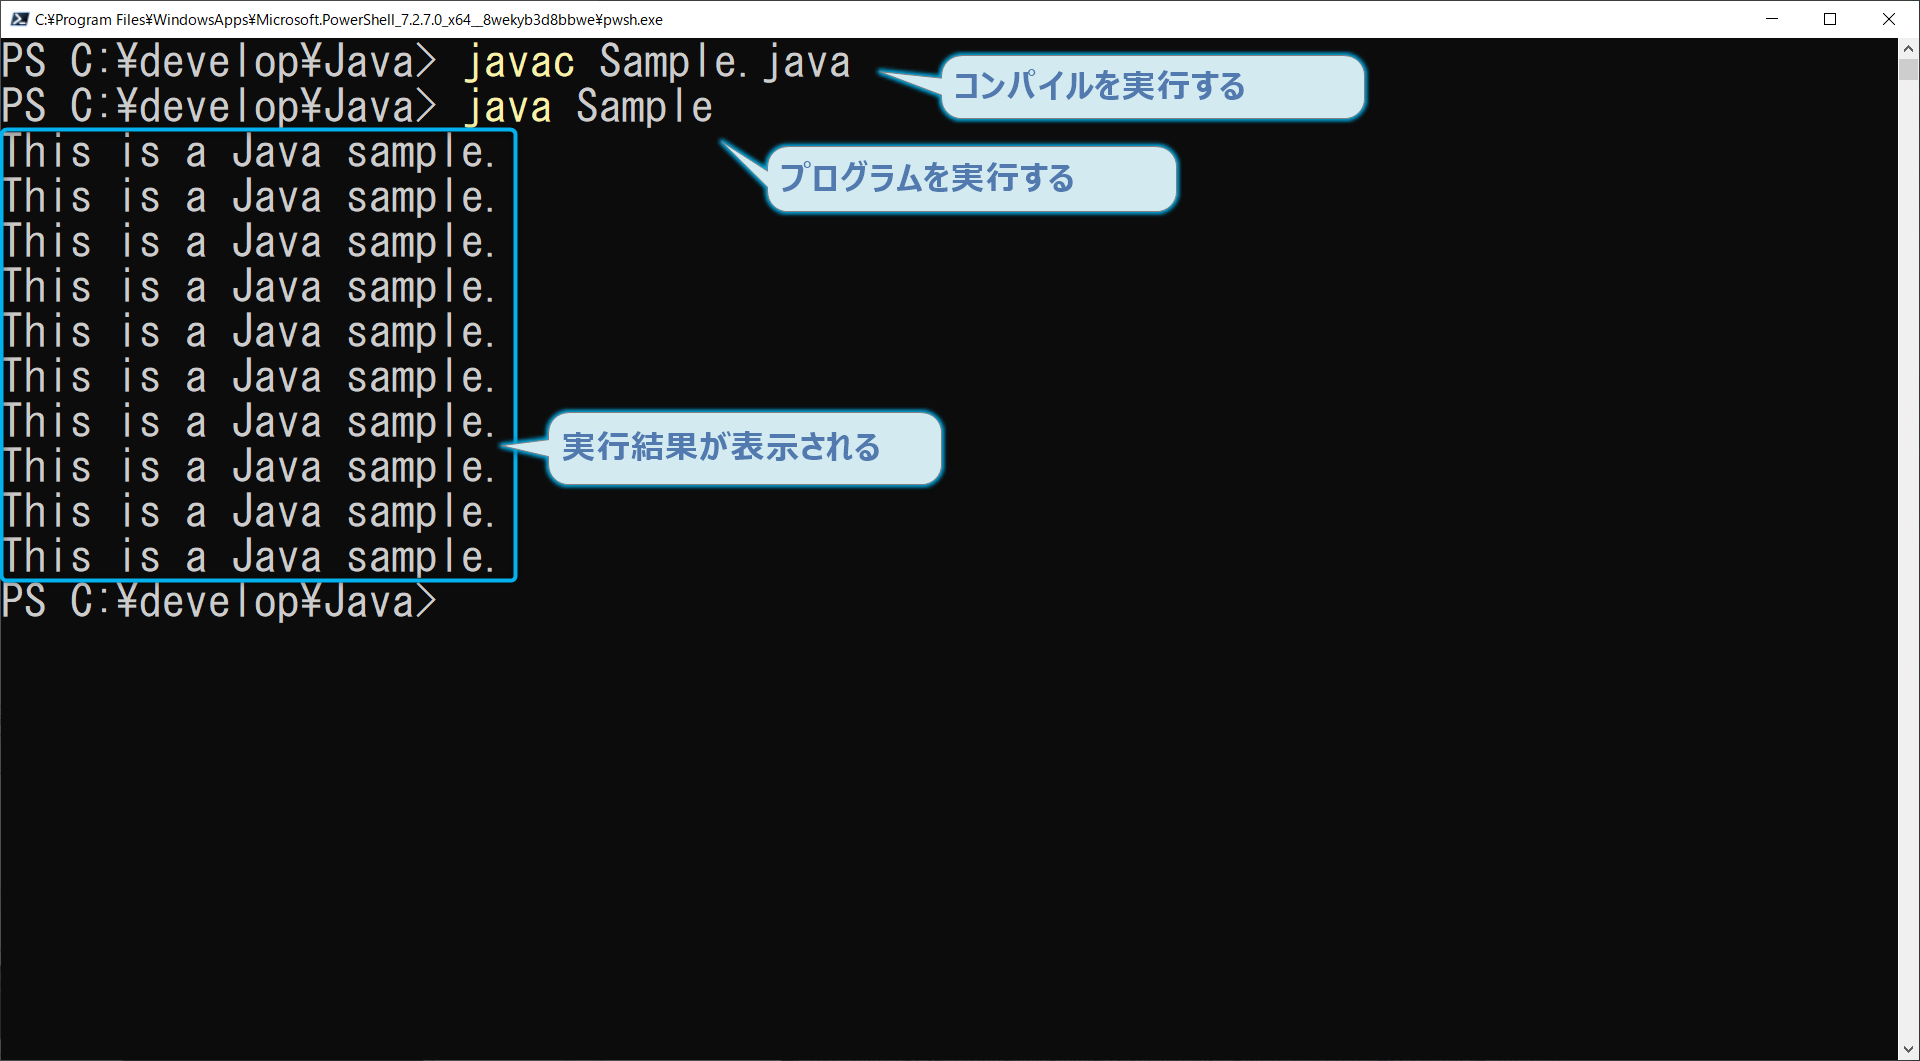 C:¥Program Files¥WindowsApps¥Microsoft.PowerShell_7.2.7.0_x64__8wekyb3d8bbwe¥pwsh.exe
PS C:¥develop¥Java> javac Sample.java
コンパイルを実行する
PS C:¥develop¥Java> java Sample
This is a Java sample.
プログラムを実行する
This is a Java sample.
This is a Java sample.
This is a Java sample.
This is a Java sample.
This is a Java sample.
This is a Java sample.
実行結果が表示される
This is a Java sample.
This is a Java sample.
This is a Java sample.
PS C:¥develop¥Java>